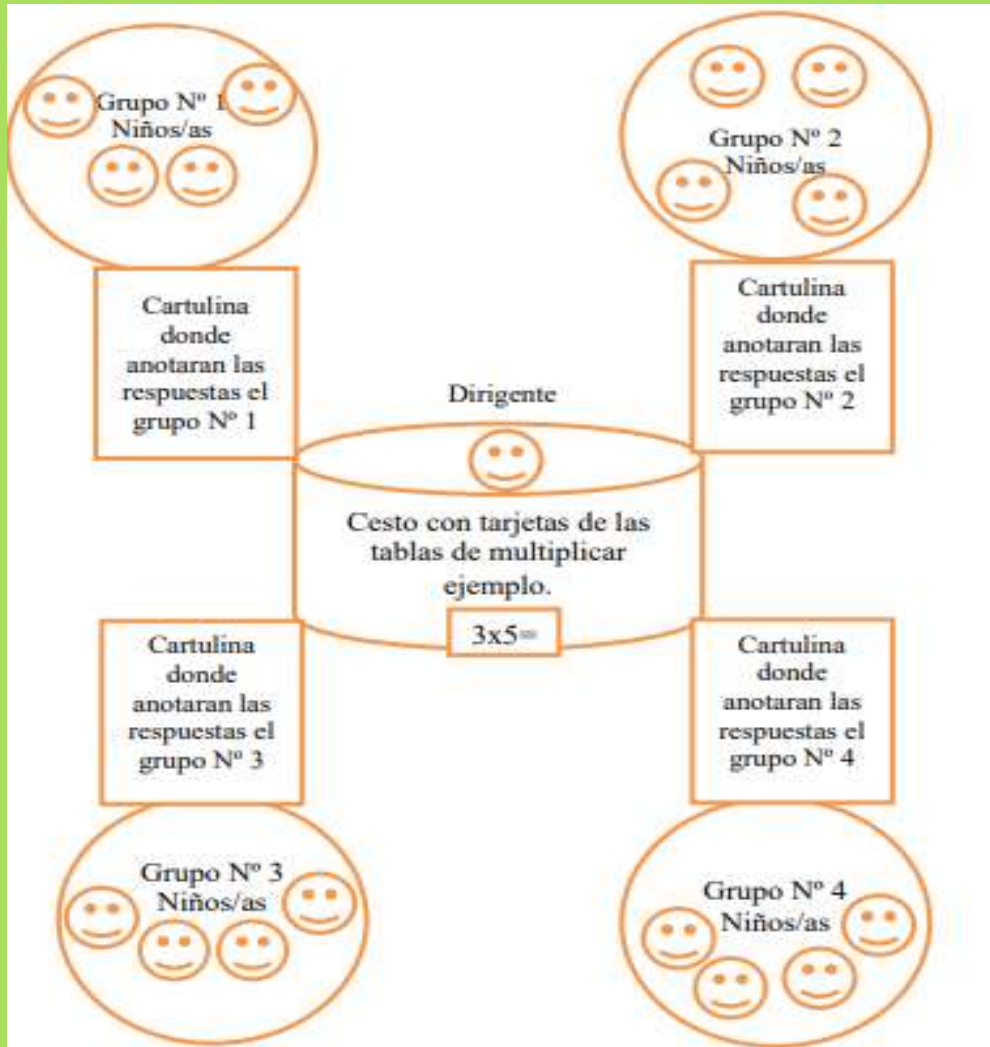 Grupo Nº 1
Niños/as
Grupo Nº 2
Niños/as
Cartulina
donde
anotaran las
respuestas el
grupo Nº 1
Cartulina
donde
anotaran las
respuestas el
grupo Nº 2
Dirigente
Cesto con tarjetas de las
tablas de multiplicar
ejemplo.
3x5=
Cartulina
donde
anotaran las
respuestas el
grupo Nº 3
Cartulina
donde
anotaran las
respuestas el
grupo Nº 4
Grupo Nº 3
Niños/as
Grupo Nº 4
Niños/as